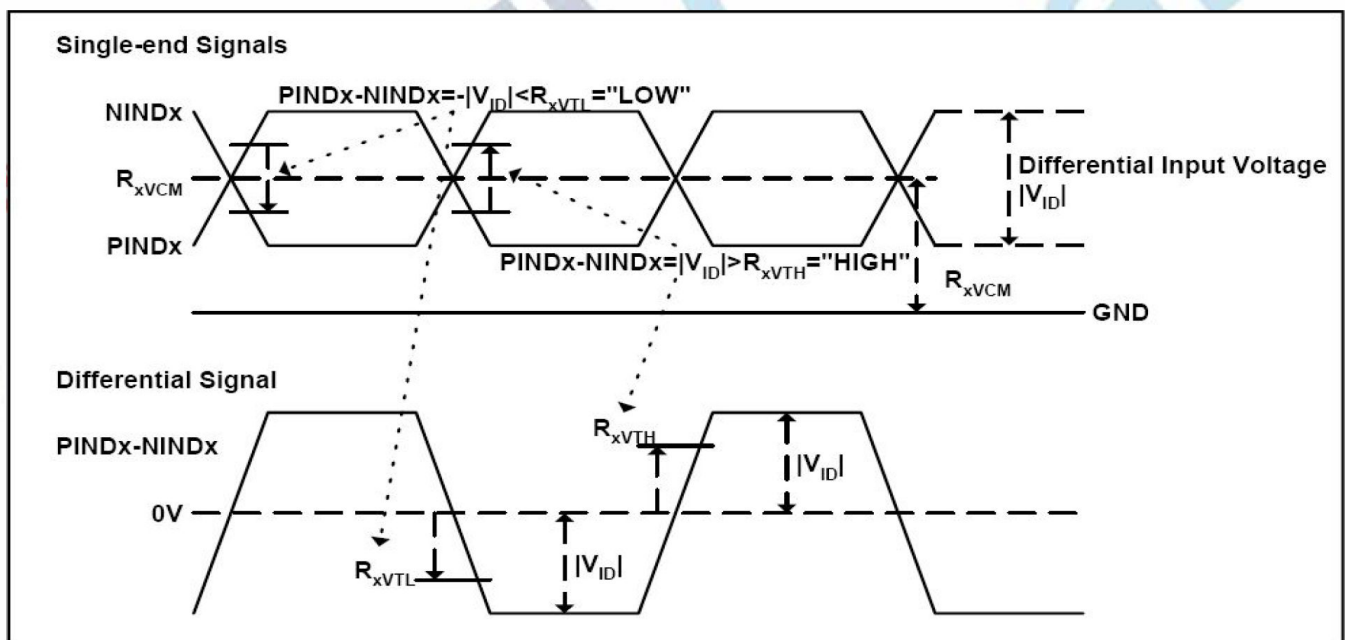 Single-end Signals
PINDx-NINDx=-|VID|<RxVTL="LOW"
NINDx
RxVCM
Differential Input Voltage
|VID|
PINDx
PINDx-NINDx=|VID|>RxVTH="HIGH"
RxVCM
GND
Differential Signal
RxVTH
PINDx-NINDx
|VID|
0V
RxVTL
|VID|